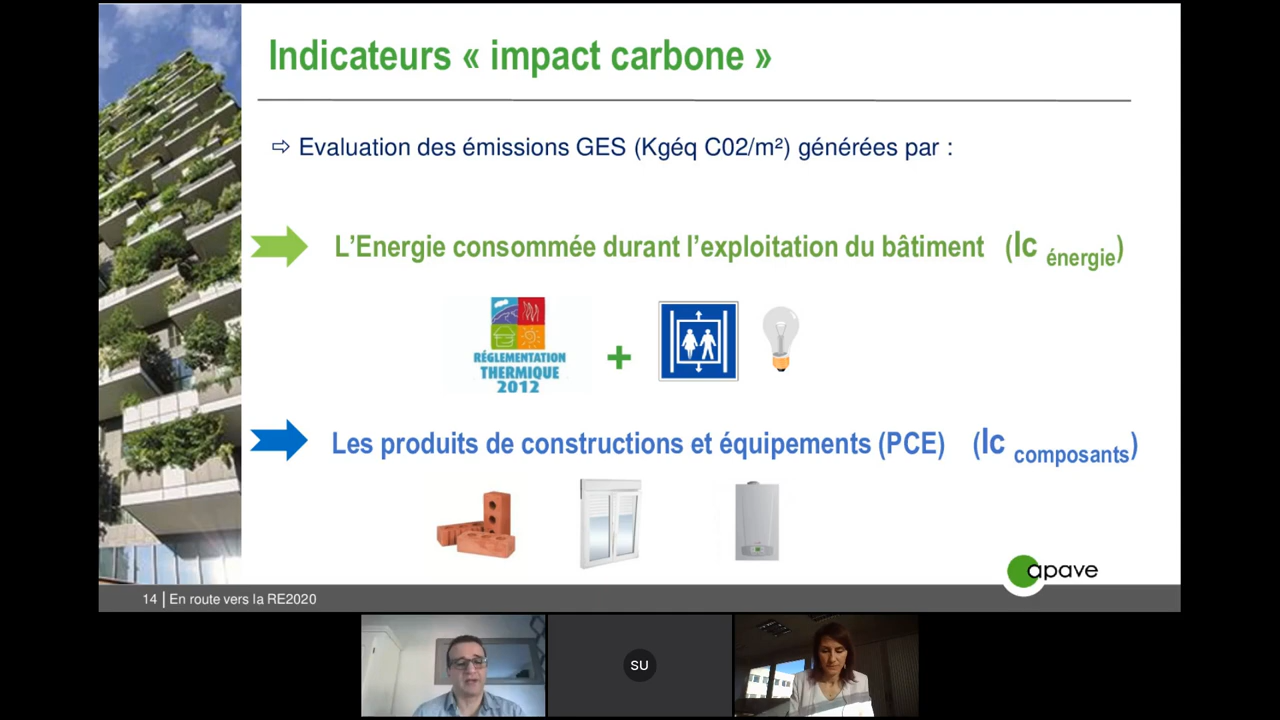 Indicateurs « impact carbone »
⇨ Evaluation des émissions GES (Kgéq C02/m²) générées par :
L’Energie consommée durant l’exploitation du bâtiment (Ic énergie)
RÉGLEMENTATION
THERMIQUE
2012
+
Les produits de constructions et équipements (PCE) (Ic composants)
apave
14 | En route vers la RE2020
SU